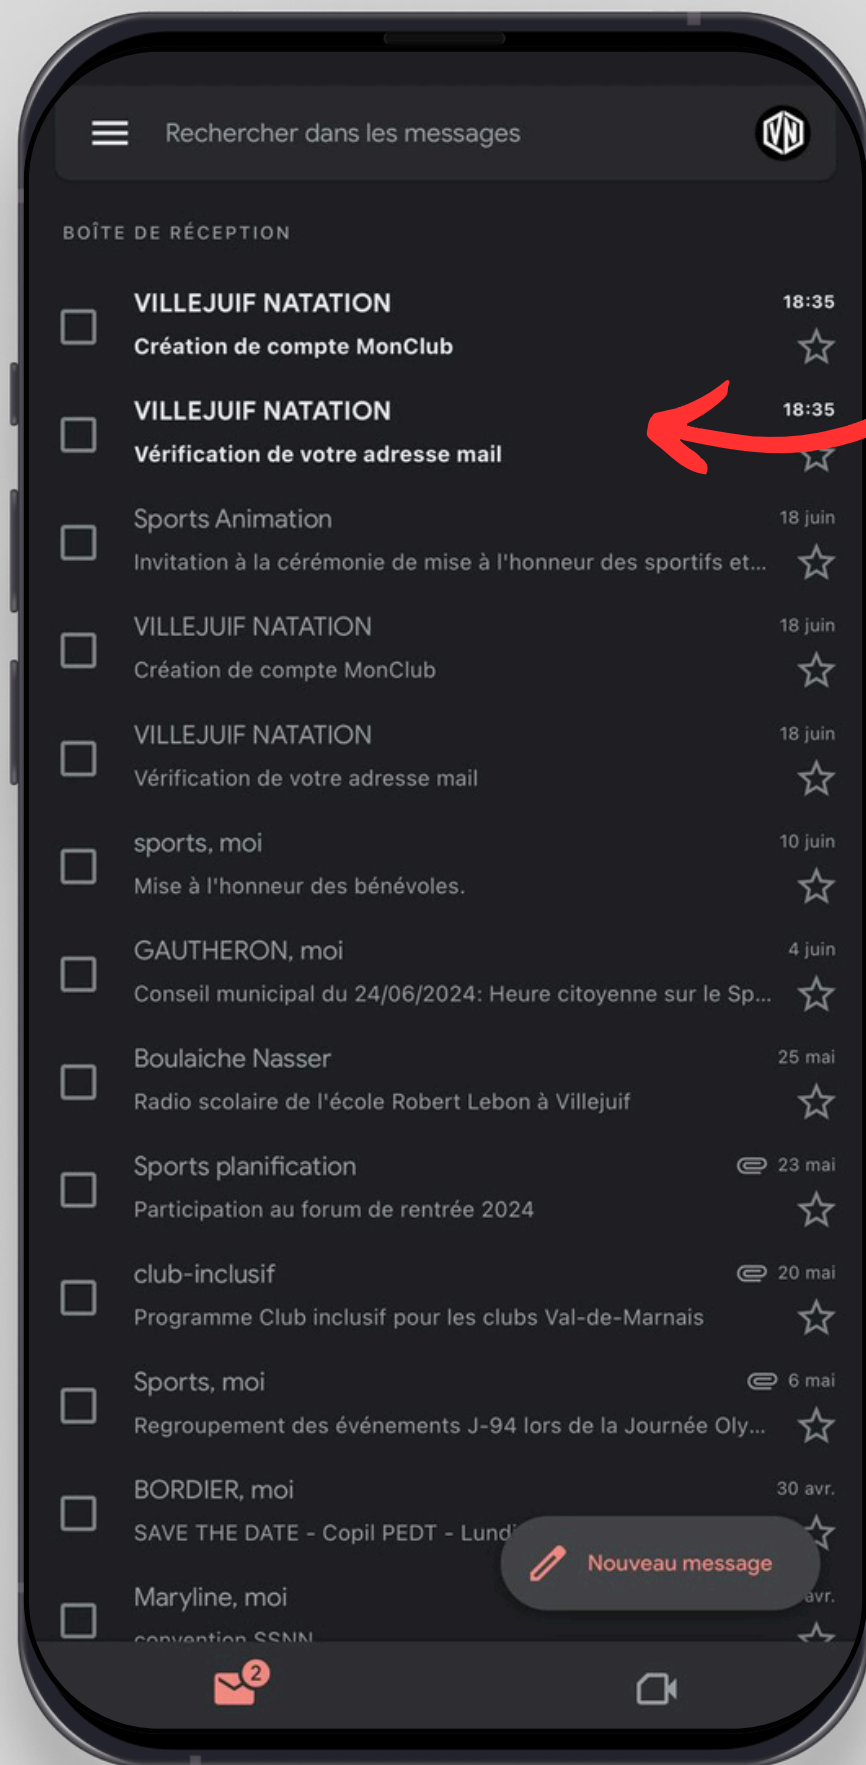 Rechercher dans les messages
VN
BOÎTE DE RÉCEPTION
VILLEJUIF NATATION 18:35
Création de compte MonClub
VILLEJUIF NATATION 18:35
Vérification de votre adresse mail
Sports Animation 18 juin
Invitation à la cérémonie de mise à l'honneur des sportifs et...
VILLEJUIF NATATION 18 juin
Création de compte MonClub
VILLEJUIF NATATION 18 juin
Vérification de votre adresse mail
sports, moi 10 juin
Mise à l'honneur des bénévoles.
GAUTHERON, moi 4 juin
Conseil municipal du 24/06/2024: Heure citoyenne sur le Sp...
Boulaiche Nasser 25 mai
Radio scolaire de l'école Robert Lebon à Villejuif
Sports planification 23 mai
Participation au forum de rentrée 2024
club-inclusif 20 mai
Programme Club inclusif pour les clubs Val-de-Marnais
Sports, moi 6 mai
Regroupement des événements J-94 lors de la Journée Oly...
BORDIER, moi 30 avr.
SAVE THE DATE - Copil PEDT - Lundi
Nouveau message
Maryline, moi avr.
convention SSNN
2